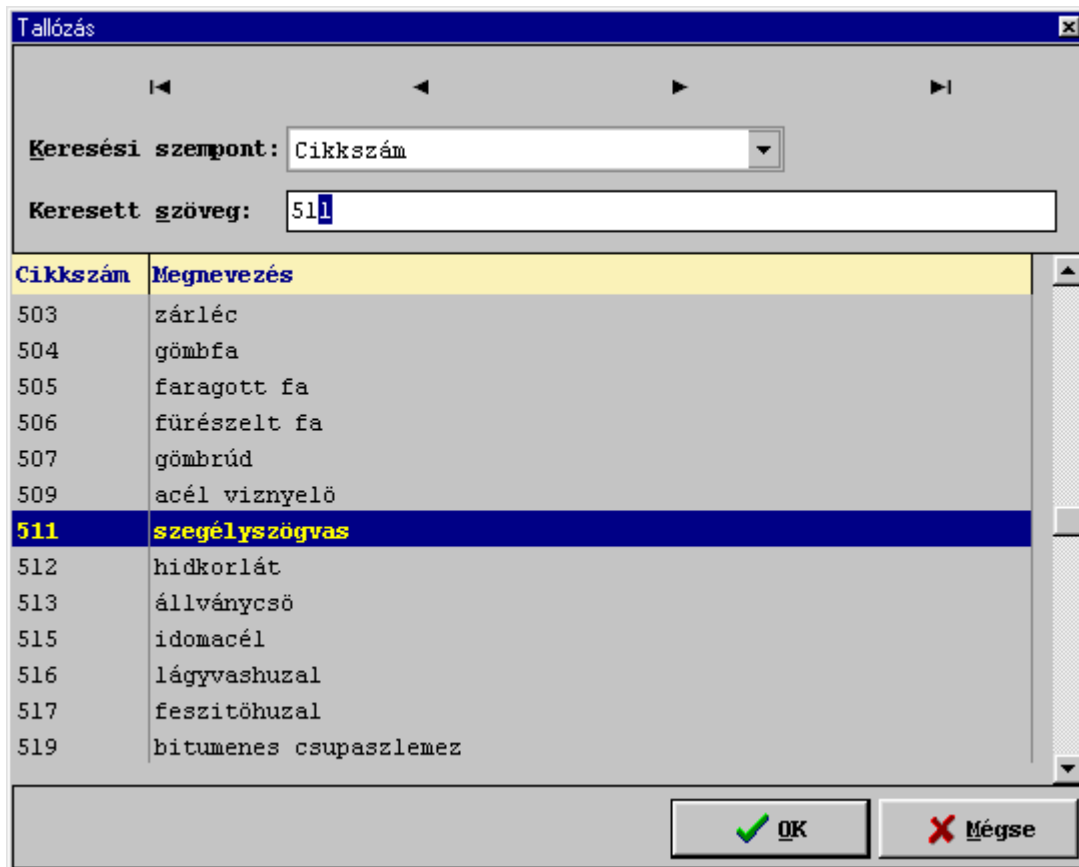 Tallózás
Keresési szempont: Cikkszám
Keresett szöveg: 511
Cikkszám Megnevezés
503 zárléc
504 gömbfa
505 faragott fa
506 fürészelt fa
507 gömbrúd
509 acél viznyelö
511 szegélyszögvas
512 hidkorlát
513 állványcsö
515 idomacél
516 lágyvashuzal
517 feszitöhuzal
519 bitumenes csupaszlemez
OK Mégse